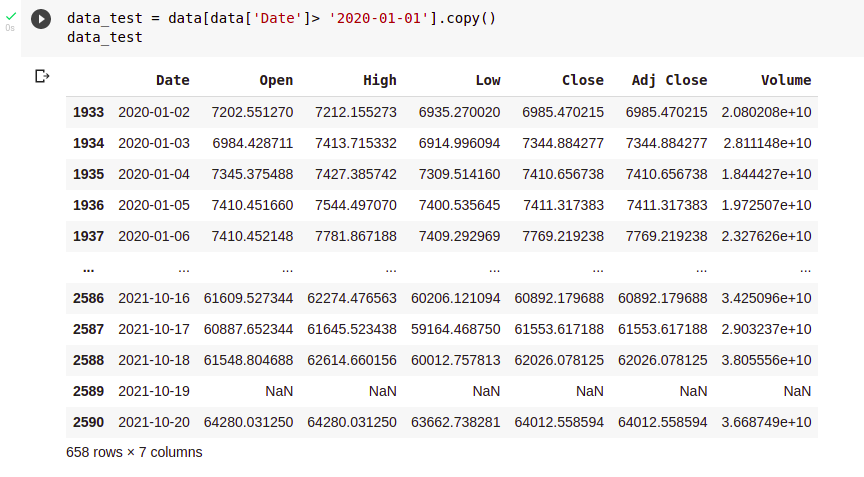 data_test = data[data['Date']> '2020-01-01'].copy()
0s
data_test
Date Open High Low Close Adj Close Volume
1933 2020-01-02 7202.551270 7212.155273 6935.270020 6985.470215 6985.470215 2.080208e+10
1934 2020-01-03 6984.428711 7413.715332 6914.996094 7344.884277 7344.884277 2.811148e+10
1935 2020-01-04 7345.375488 7427.385742 7309.514160 7410.656738 7410.656738 1.844427e+10
1936 2020-01-05 7410.451660 7544.497070 7400.535645 7411.317383 7411.317383 1.972507e+10
1937 2020-01-06 7410.452148 7781.867188 7409.292969 7769.219238 7769.219238 2.327626e+10
... ... ... ... ... ... ... ...
2586 2021-10-16 61609.527344 62274.476563 60206.121094 60892.179688 60892.179688 3.425096e+10
2587 2021-10-17 60887.652344 61645.523438 59164.468750 61553.617188 61553.617188 2.903237e+10
2588 2021-10-18 61548.804688 62614.660156 60012.757813 62026.078125 62026.078125 3.805556e+10
2589 2021-10-19 NaN NaN NaN NaN NaN NaN
2590 2021-10-20 64280.031250 64280.031250 63662.738281 64012.558594 64012.558594 3.668749e+10
658 rows × 7 columns